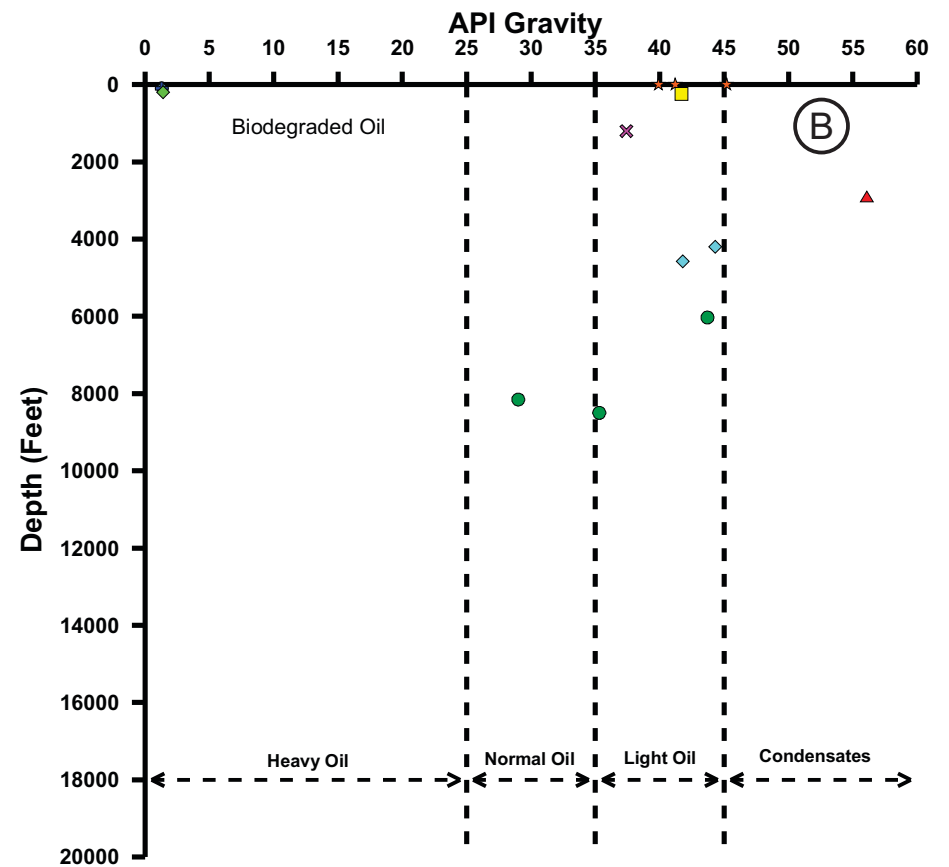 API Gravity
0 5 10 15 20 25 30 35 40 45 50 55 60
0
Biodegraded Oil
B
2000
4000
6000
8000
Depth (Feet)
10000
12000
14000
16000
Heavy Oil Normal Oil Light Oil Condensates
18000
20000